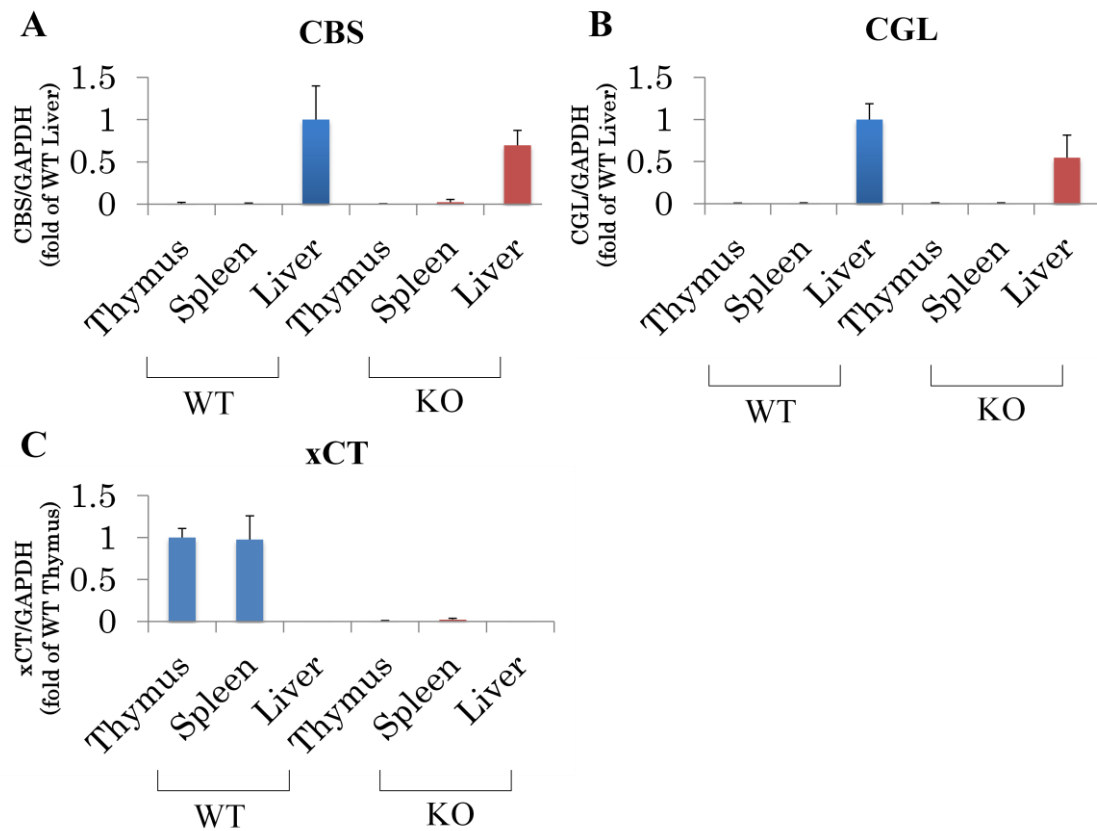 A
CBS
CBS/GAPDH
(fold of WT Liver)
1.5
1
0.5
0
Thymus
Spleen
Liver
Thymus
Spleen
Liver
WT
KO
B
CGL
CGL/GAPDH
(fold of WT Liver)
1.5
1
0.5
0
Thymus
Spleen
Liver
Thymus
Spleen
Liver
WT
KO
C
xCT
xCT/GAPDH
(fold of WT Thymus)
1.5
1
0.5
0
Thymus
Spleen
Liver
Thymus
Spleen
Liver
WT
KO